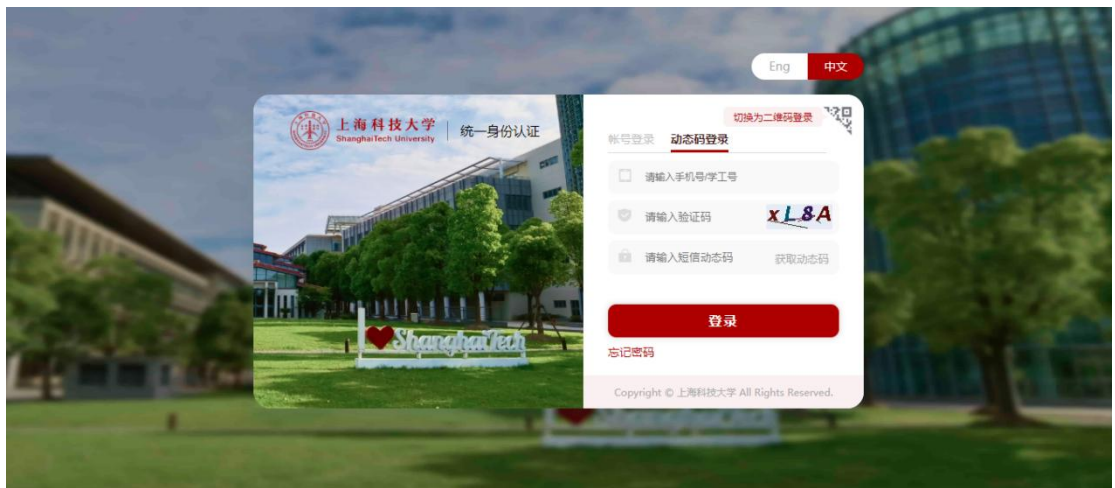 Eng 中文
上海科技大学
ShanghaiTech University
统一身份认证
切换为二维码登录
帐号登录 动态码登录
请输入手机号/学工号
请输入验证码 xL8A
请输入短信动态码 获取动态码
登录
忘记密码
I ShanghaiTech
Copyright © 上海科技大学 All Rights Reserved.